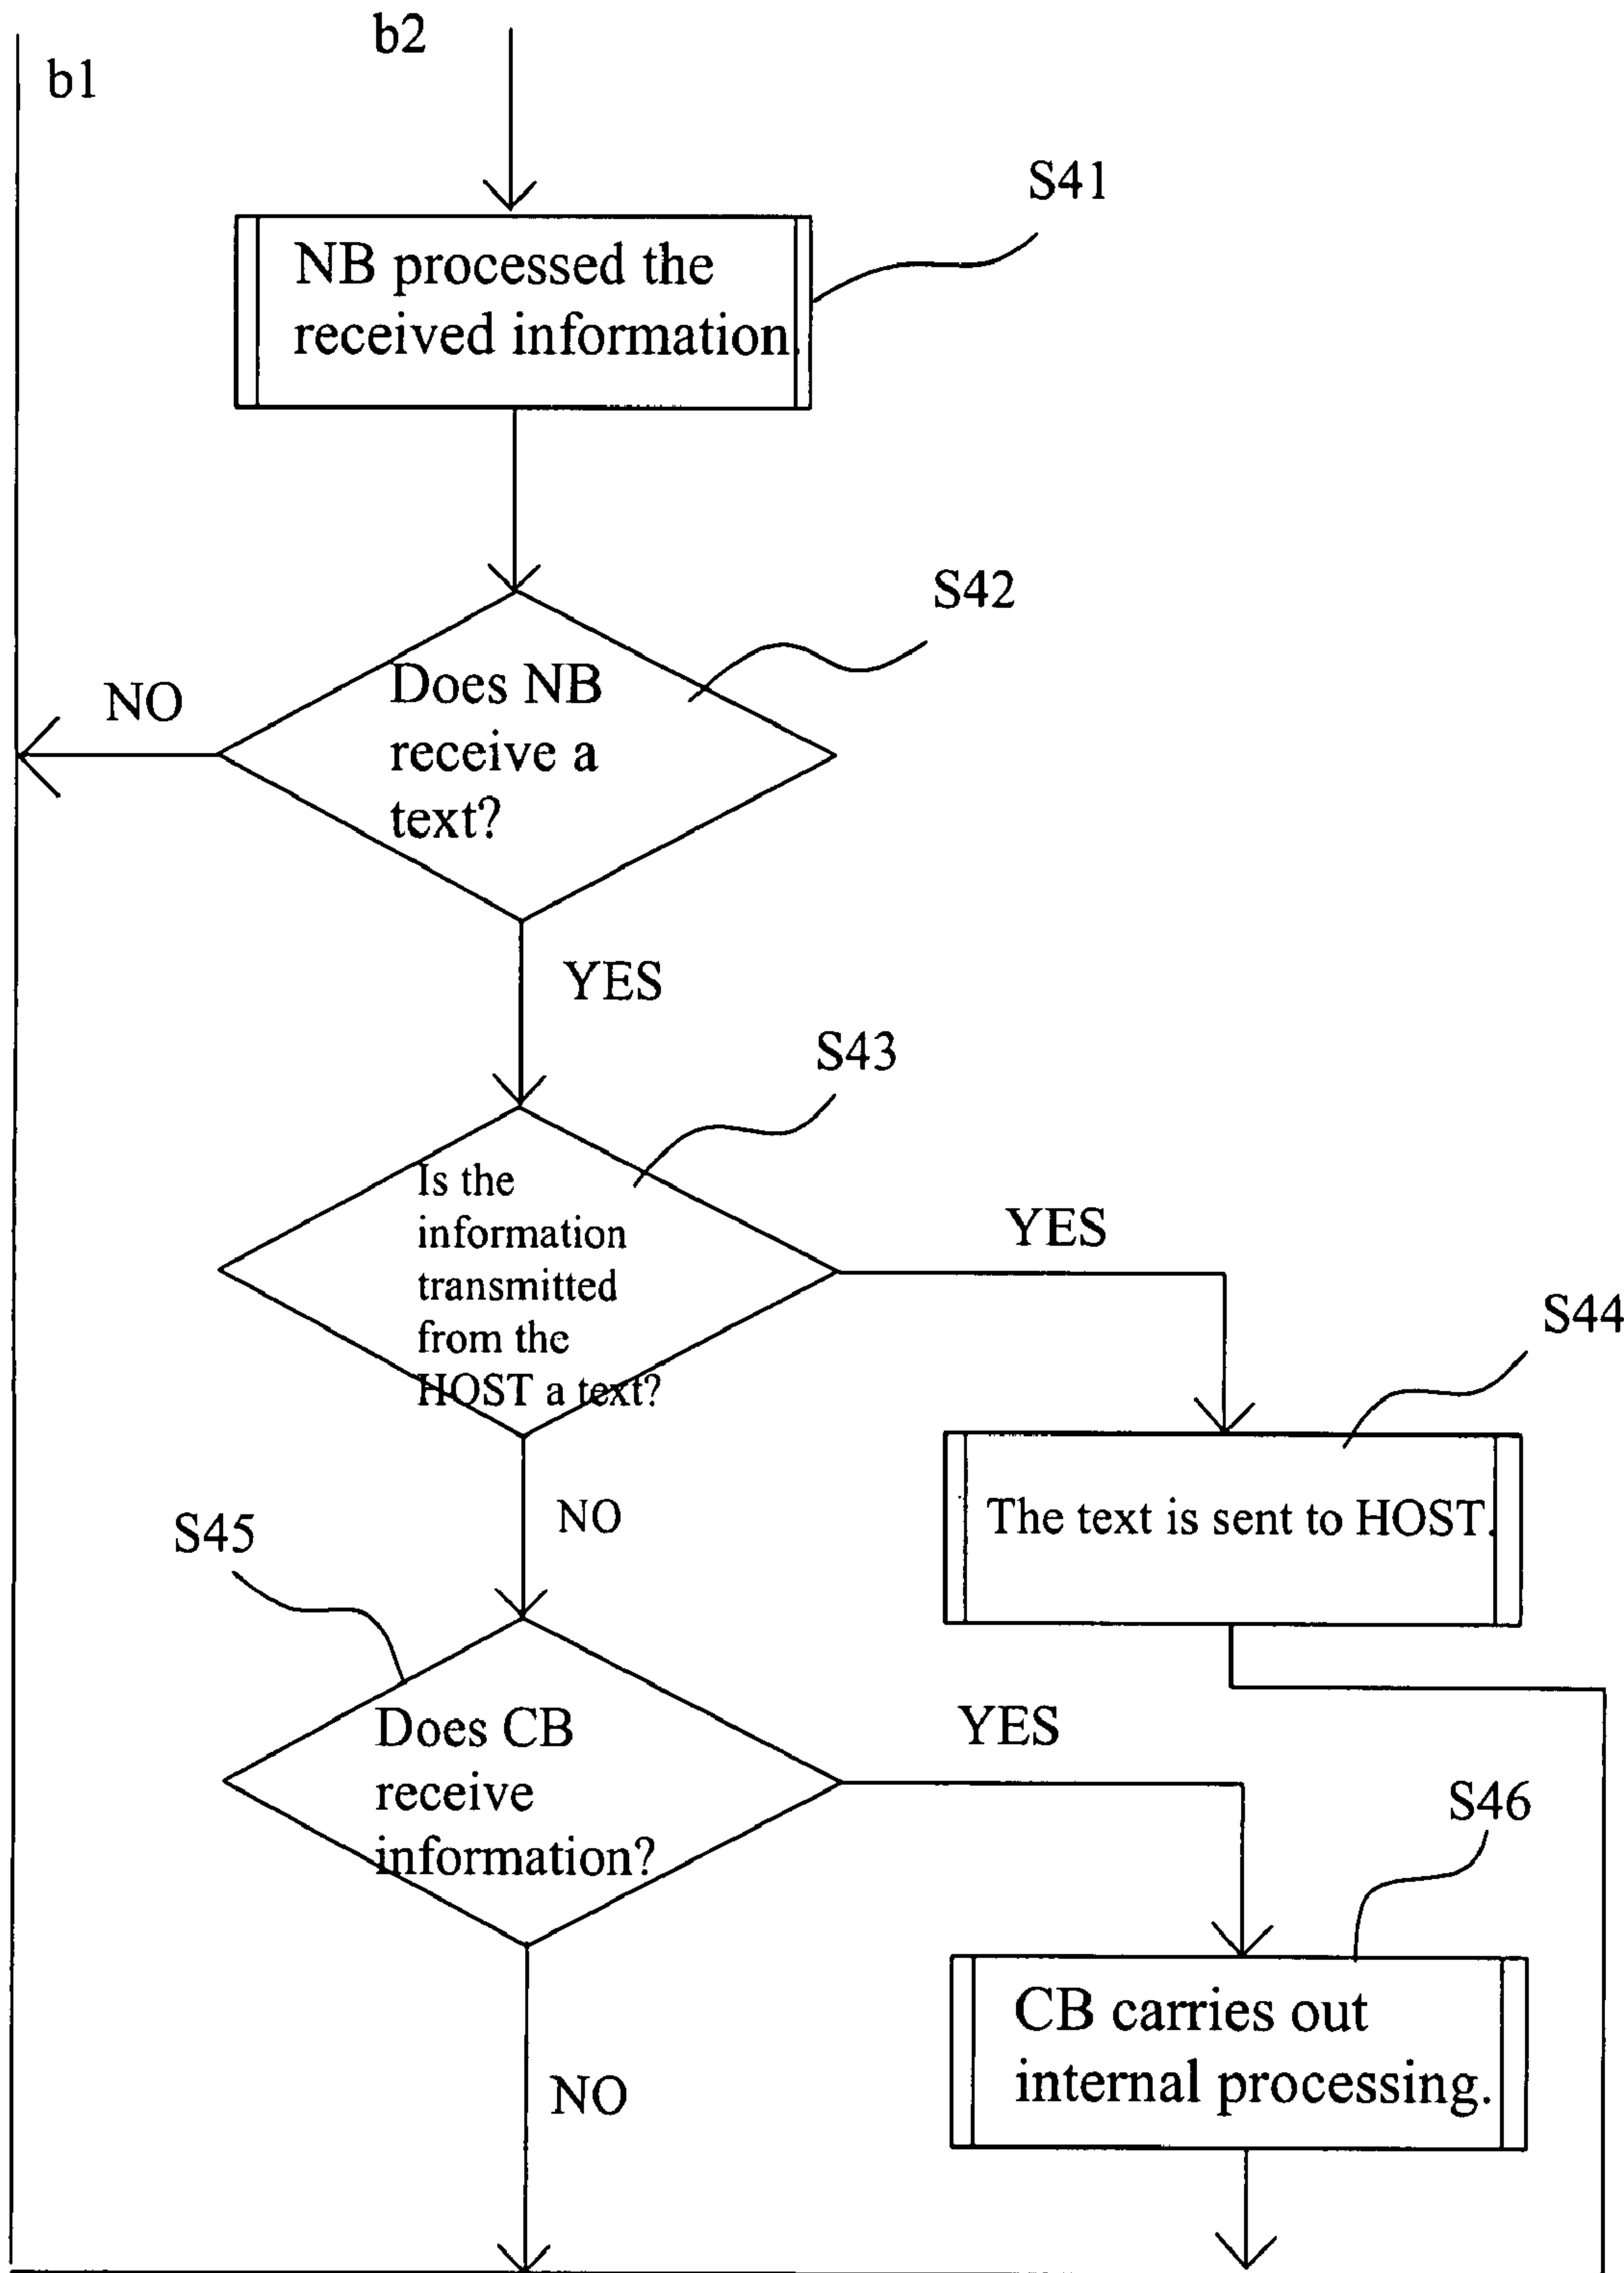 b2
b1
S41
NB processed the
received information.
S42
Does NB
receive a
text?
NO
YES
S43
Is the
information
transmitted
from the
HOST a text?
YES
S44
The text is sent to HOST.
NO
S45
Does CB
receive
information?
YES
S46
CB carries out
internal processing.
NO